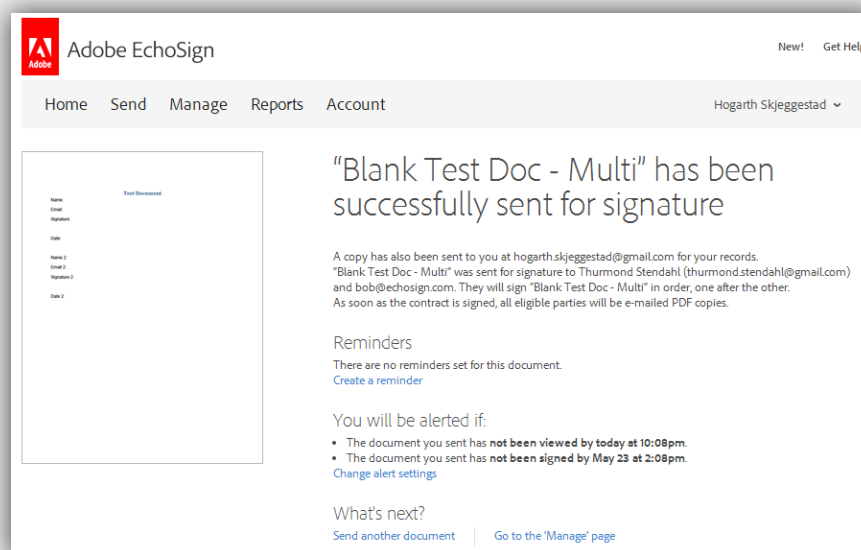 Adobe
Adobe EchoSign
New! Get Help
Home Send Manage Reports Account
Hogarth Skjeggestad
Test Document
Name:
Email:
Signature:
Date:
Name 2:
Email 2:
Signature 2:
Date 2:
“Blank Test Doc - Multi” has been
successfully sent for signature
A copy has also been sent to you at hogarth.skjeggestad@gmail.com for your records.
"Blank Test Doc - Multi" was sent for signature to Thurmond Stendahl (thurmond.stendahl@gmail.com)
and bob@echosign.com. They will sign "Blank Test Doc - Multi" in order, one after the other.
As soon as the contract is signed, all eligible parties will be e-mailed PDF copies.
Reminders
There are no reminders set for this document.
Create a reminder
You will be alerted if:
• The document you sent has not been viewed by today at 10:08pm.
• The document you sent has not been signed by May 23 at 2:08pm.
Change alert settings
What's next?
Send another document Go to the 'Manage' page